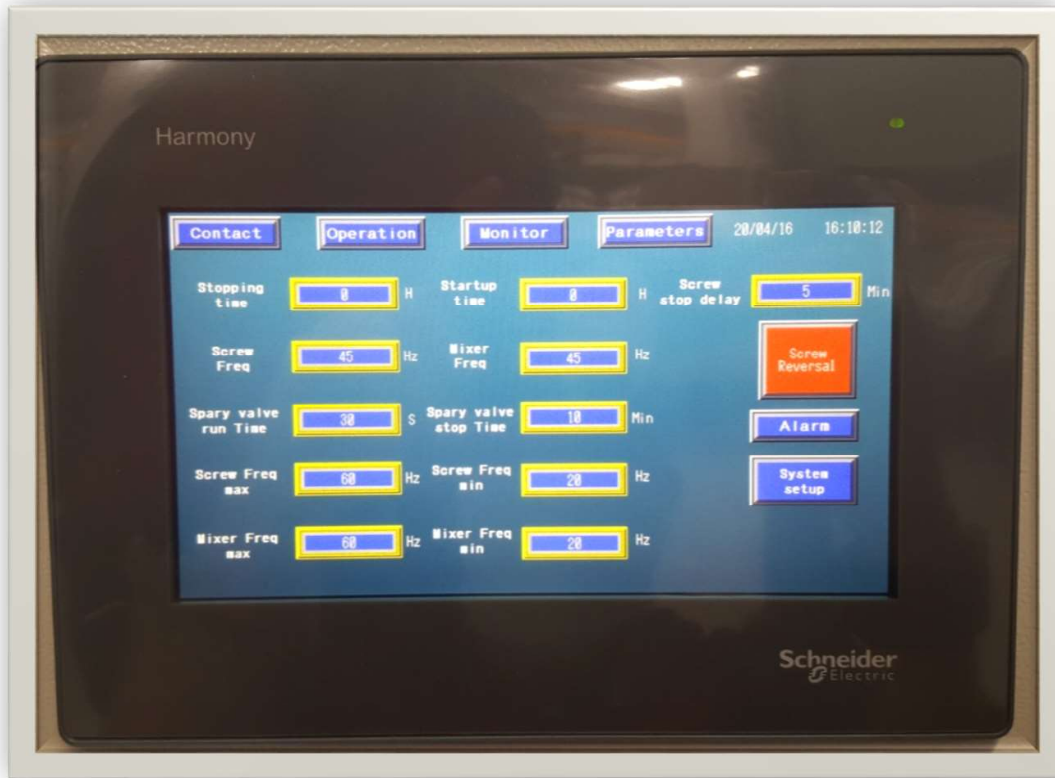 Harmony
Contact Operation Monitor Parameters 20/04/16 16:10:12
Stopping time 0 H Startup time 0 H Screw stop delay 5 Min
Screw Freq 45 Hz Mixer Freq 45 Hz Screw Reversal
Spary valve run Time 30 S Spary valve stop Time 10 Min Alarm
Screw Freq max 60 Hz Screw Freq min 20 Hz System setup
Mixer Freq max 60 Hz Mixer Freq min 20 Hz
Schneider
Electric